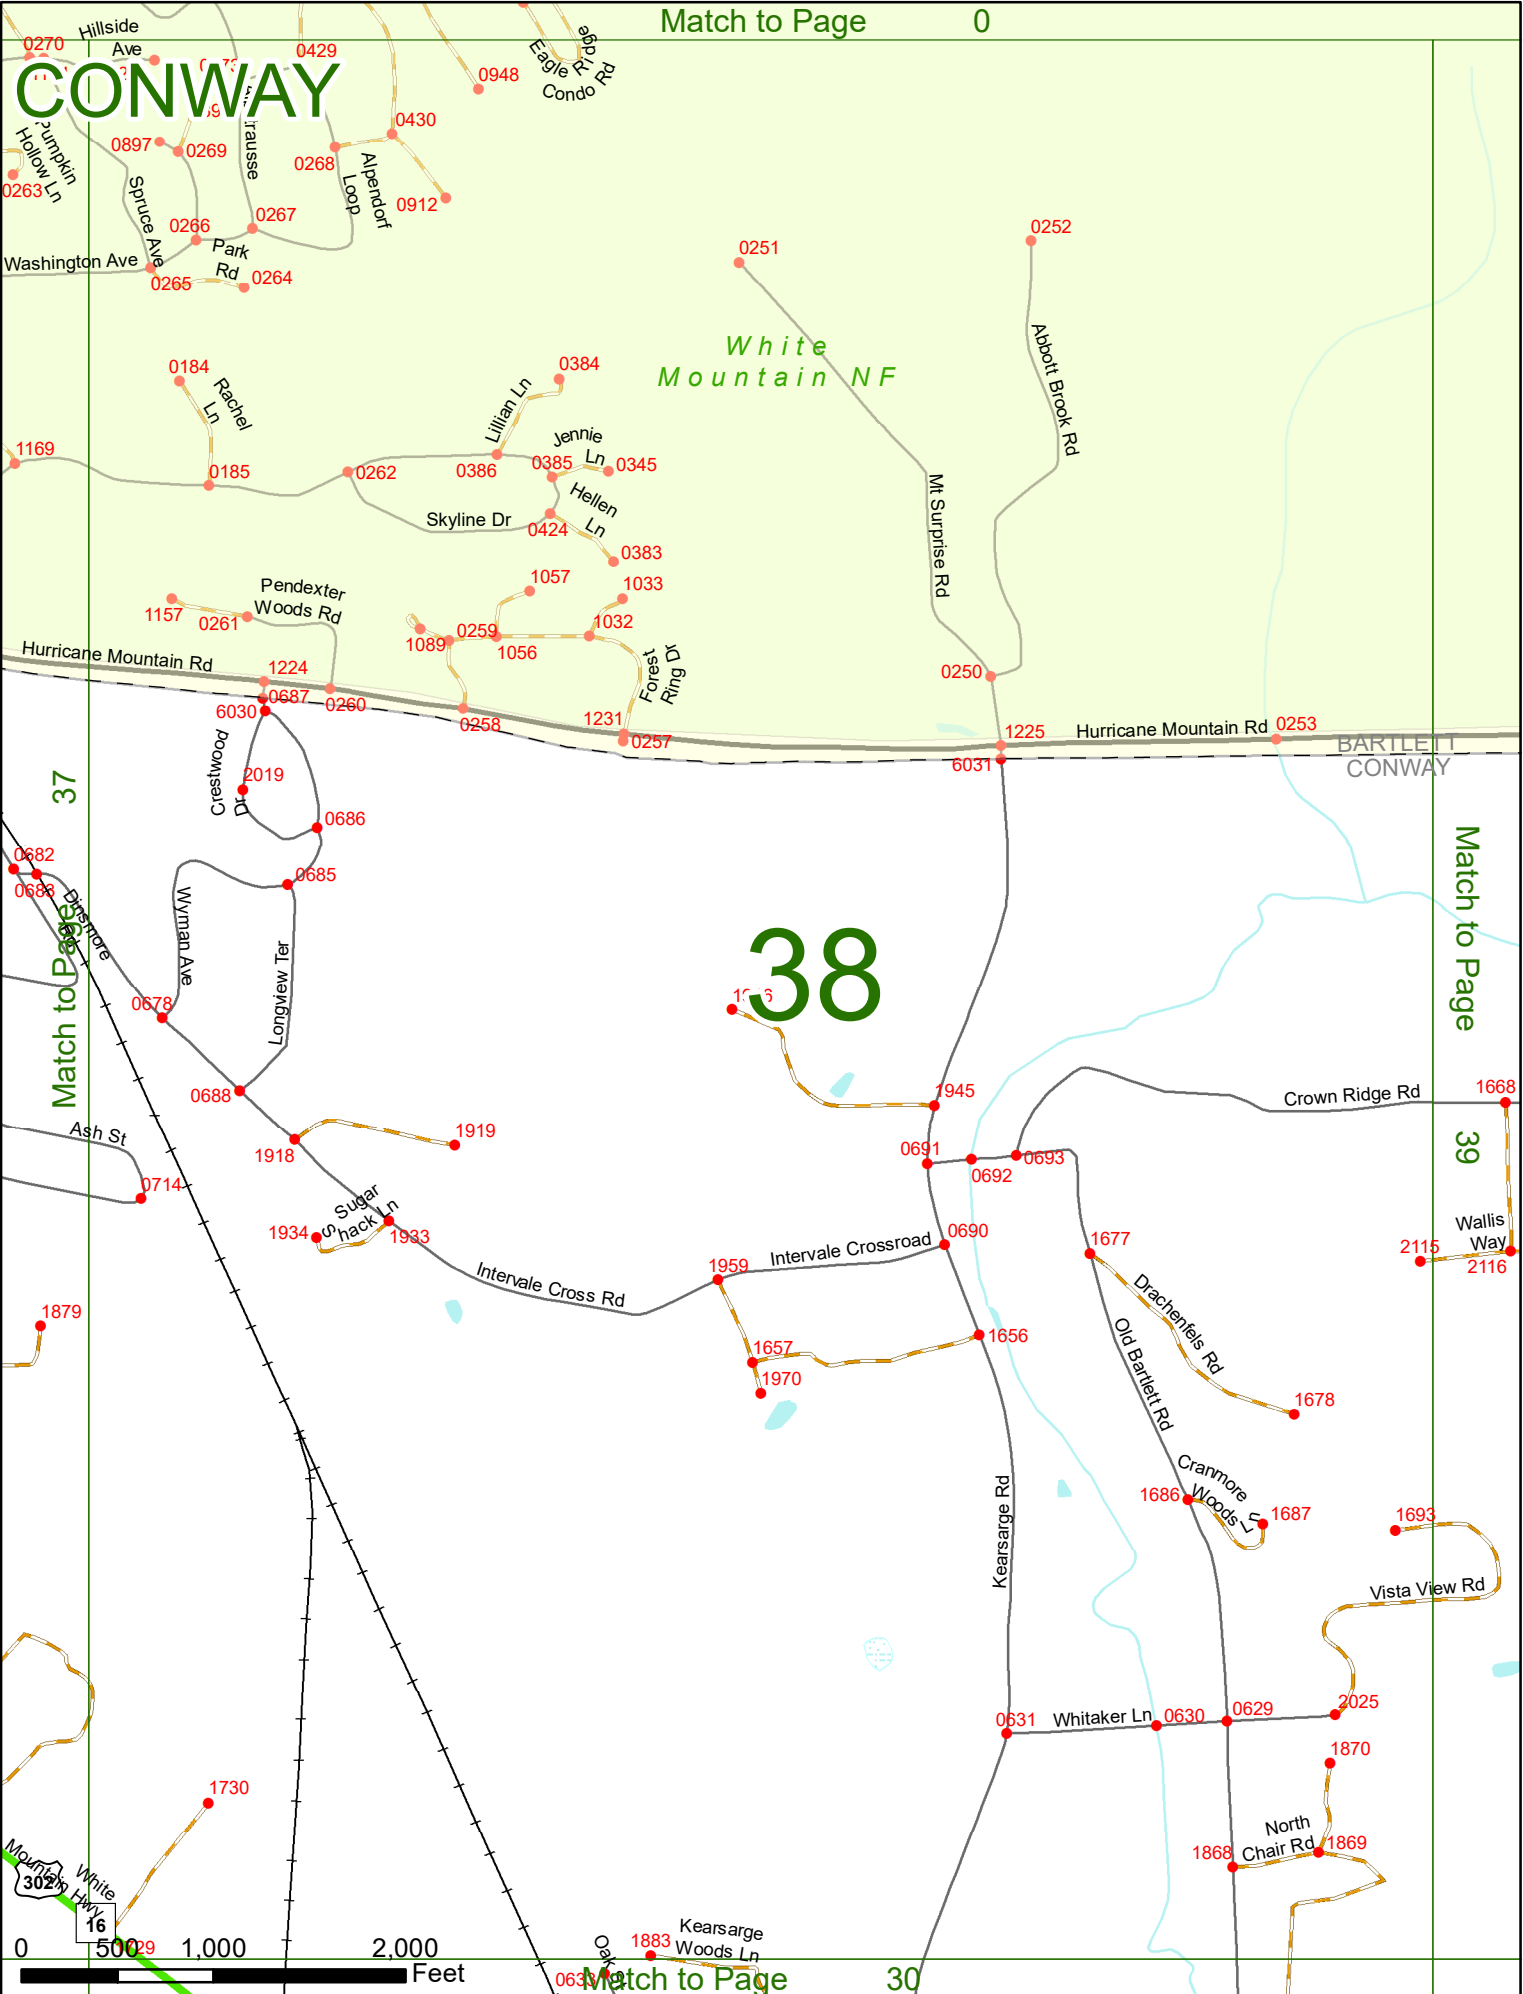 Match to Page 0
Hillside
Ave
0270
0429
0948
Eagle Ridge
Condo Rd
CONWAY
0430
0897
0269
0268
Pumpkin
Hollow Ln
0263
Spruce Ave
Alpendorf
Loop
0912
0266
0267
Park
Rd
Washington Ave
0265
0264
0251
0252
White
Mountain NF
Abbott Brook Rd
0184
Rachel
Ln
Lillian Ln
0384
Jennie
Ln
1169
0185
0262
0386
0385
0345
Hellen
Ln
Skyline Dr
0424
0383
Mt Surprise Rd
Pendexter
Woods Rd
1157
0261
1057
1033
1089
0259
1056
1032
Forest
Ring Dr
Hurricane Mountain Rd
1224
0687
0260
6030
0258
1231
0257
0250
1225
6031
Hurricane Mountain Rd
0253
BARTLETT
CONWAY
37
Match to Page
Crestwood
Dr
2019
0686
0682
0683
Dinsmore
Rd
0685
Wyman Ave
Longview Ter
0678
0688
38
Match to Page
39
1945
Crown Ridge Rd
1668
Ash St
0714
1918
1919
0691
0692
0693
Sugar
Shack Ln
1934
1933
0690
1677
Wallis
Way
2115
2116
Intervale Cross Rd
1959
Intervale Crossroad
Drachenfels Rd
1879
1657
1656
1970
Old Bartlett Rd
1678
Kearsarge Rd
Cranmore
Woods Ln
1686
1687
1693
Vista View Rd
0631
Whitaker Ln
0630
0629
2025
1730
1870
North
Chair Rd
1868
1869
White
Mountain Hwy
302
16
0 500 1,000 2,000
Feet
Oak St
0633
1883
Kearsarge
Woods Ln
Match to Page 30